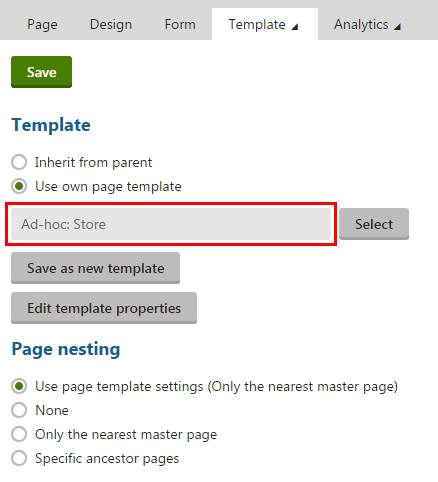 Page Design Form Template Analytics
Save
Template
Inherit from parent
Use own page template
Ad-hoc: Store Select
Save as new template
Edit template properties
Page nesting
Use page template settings (Only the nearest master page)
None
Only the nearest master page
Specific ancestor pages